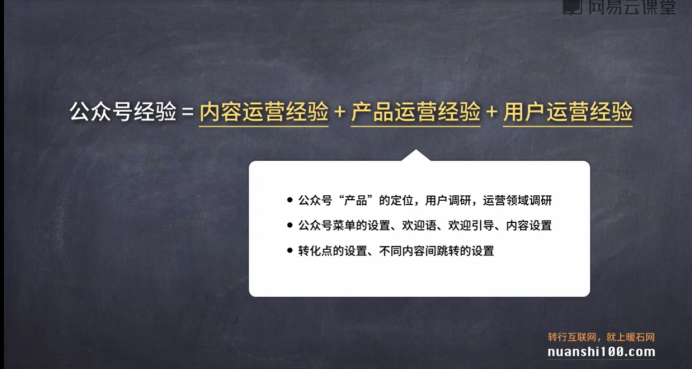 网易云课堂
公众号经验 = 内容运营经验 + 产品运营经验 + 用户运营经验
● 公众号“产品”的定位，用户调研，运营领域调研
● 公众号菜单的设置、欢迎语、欢迎引导、内容设置
● 转化点的设置、不同内容间跳转的设置
转行互联网，就上暖石网
nuanshi100.com